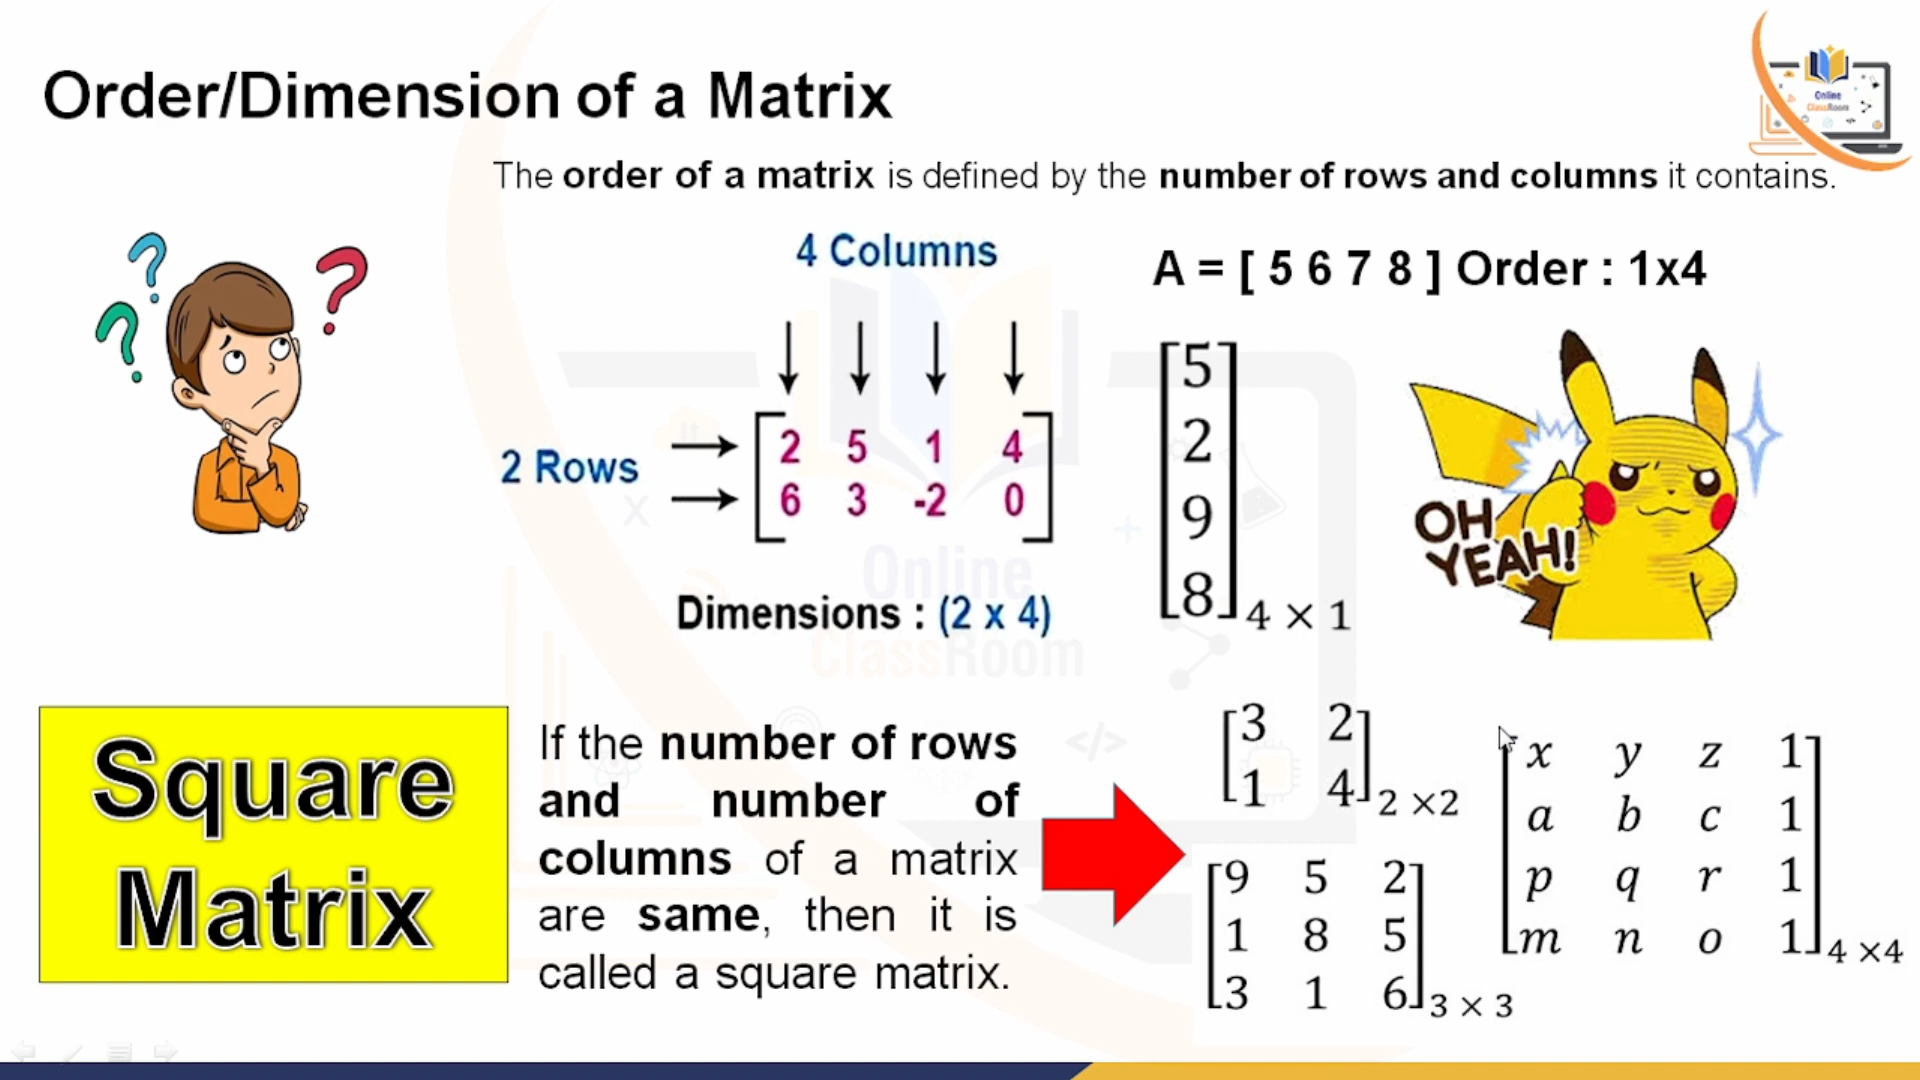 Order/Dimension of a Matrix
Online
ClassRoom
The order of a matrix is defined by the number of rows and columns it contains.
4 Columns
2 Rows
2 5 1 4
6 3 -2 0
Dimensions : (2 x 4)
A = [ 5 6 7 8 ] Order : 1x4
5
2
9
8
4 × 1
OH
YEAH!
Online
ClassRoom
Square
Matrix
If the number of rows
and number of
columns of a matrix
are same, then it is
called a square matrix.
3 2
1 4
2 ×2
9 5 2
1 8 5
3 1 6
3 × 3
x y z 1
a b c 1
p q r 1
m n o 1
4 ×4